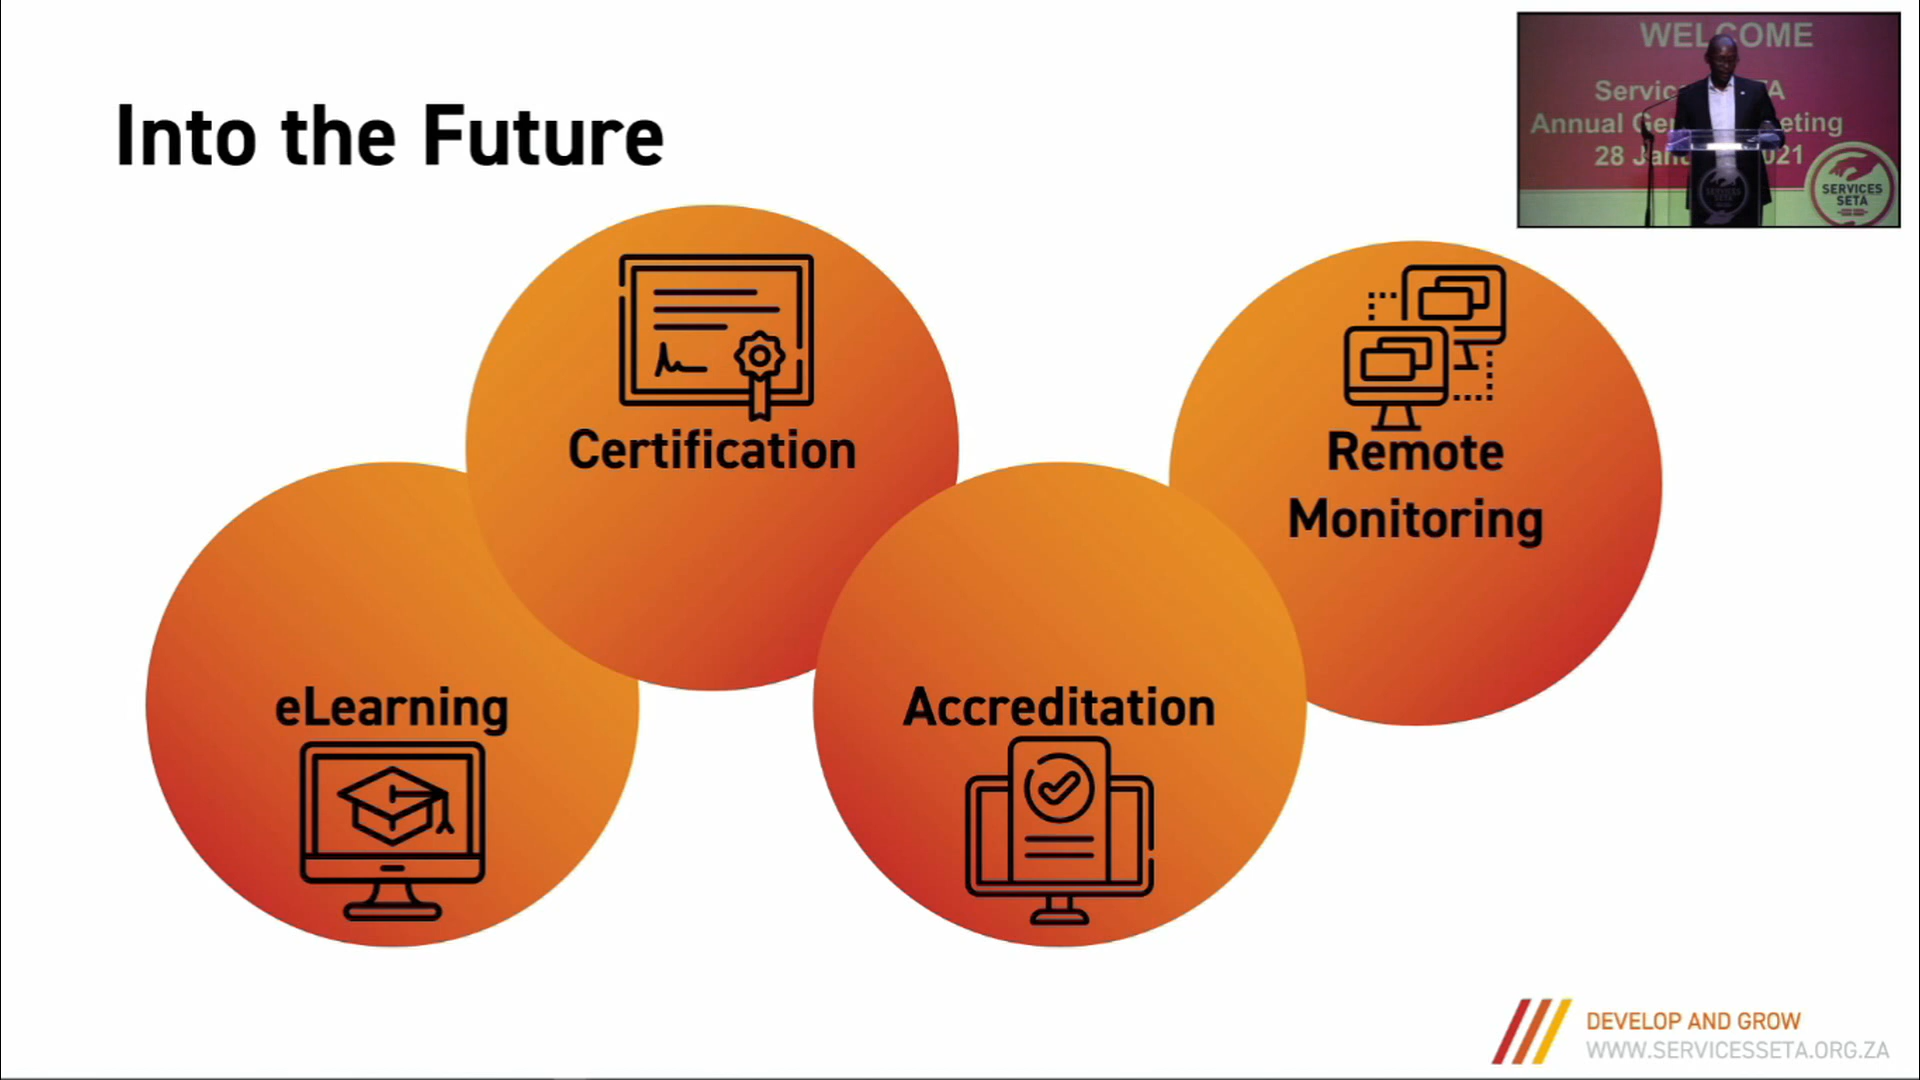 Into the Future
WELCOME
Annual
28
SERVICES
SETA
Certification
Remote
Monitoring
eLearning
Accreditation
DEVELOP AND GROW
WWW.SERVICESSETA.ORG.ZA